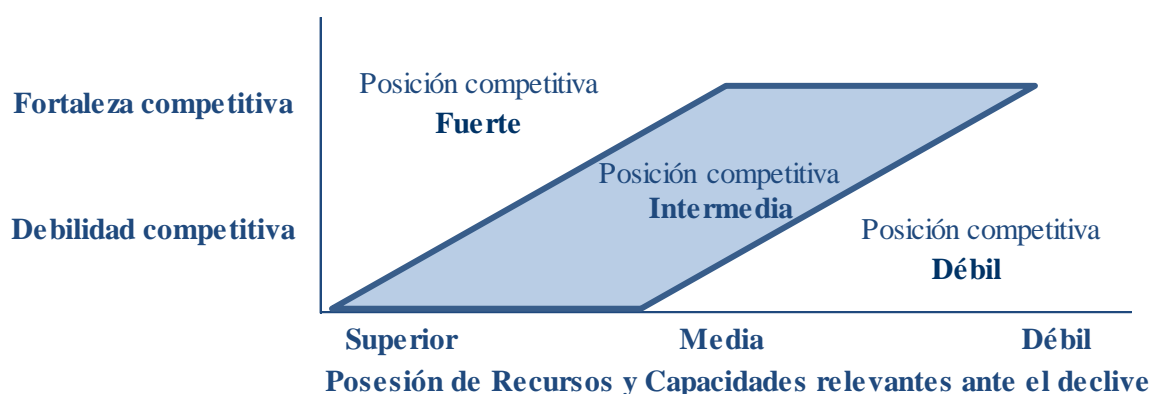 Posición competitiva
Fuerte
Fortaleza competitiva
Posición competitiva
Intermedia
Debilidad competitiva
Posición competitiva
Débil
Superior
Media
Débil
Posesión de Recursos y Capacidades relevantes ante el declive